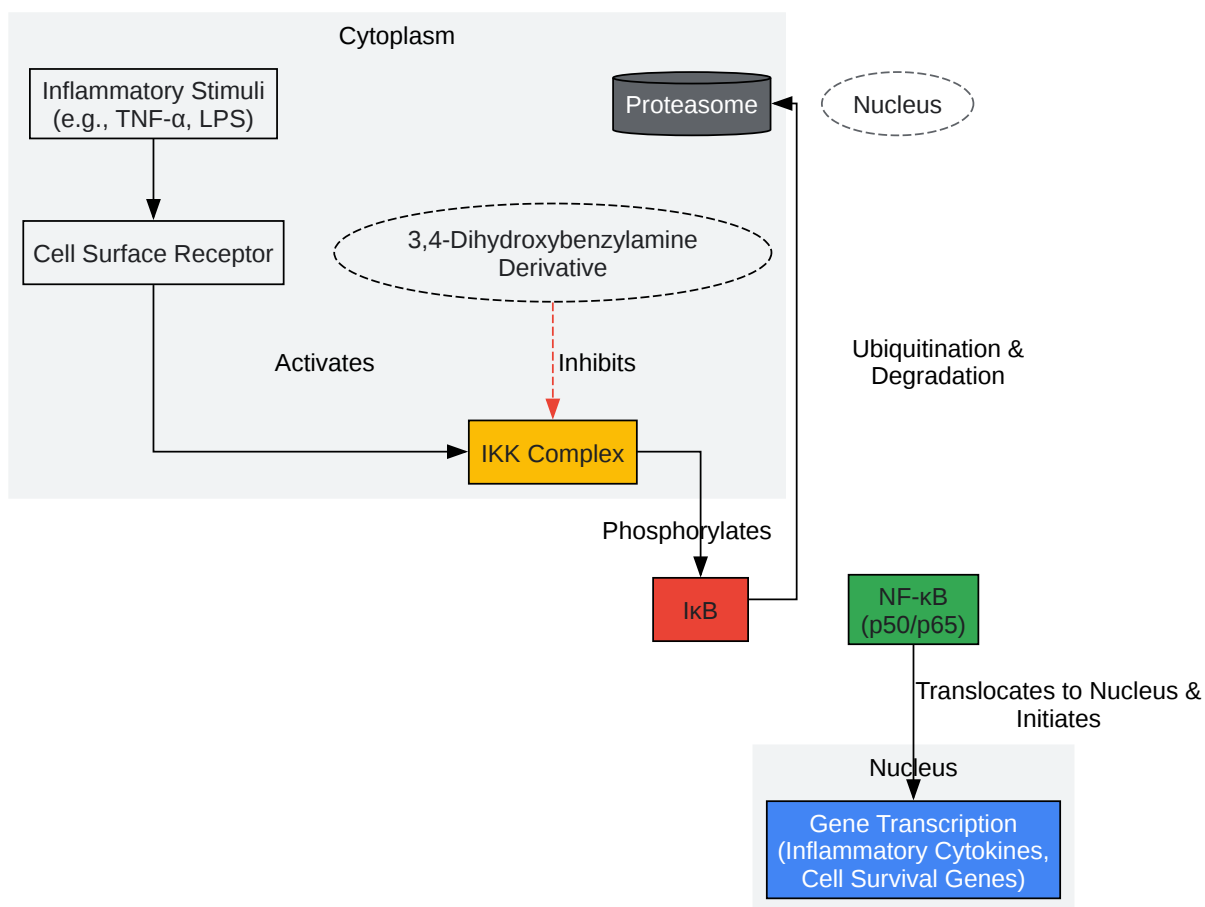 Cytoplasm
Inflammatory Stimuli
(e.g., TNF-α, LPS)
Proteasome
Nucleus
Cell Surface Receptor
3,4-Dihydroxybenzylamine
Derivative
Activates
Inhibits
Ubiquitination &
Degradation
IKK Complex
Phosphorylates
IκB
NF-κB
(p50/p65)
Translocates to Nucleus &
Initiates
Nucleus
Gene Transcription
(Inflammatory Cytokines,
Cell Survival Genes)